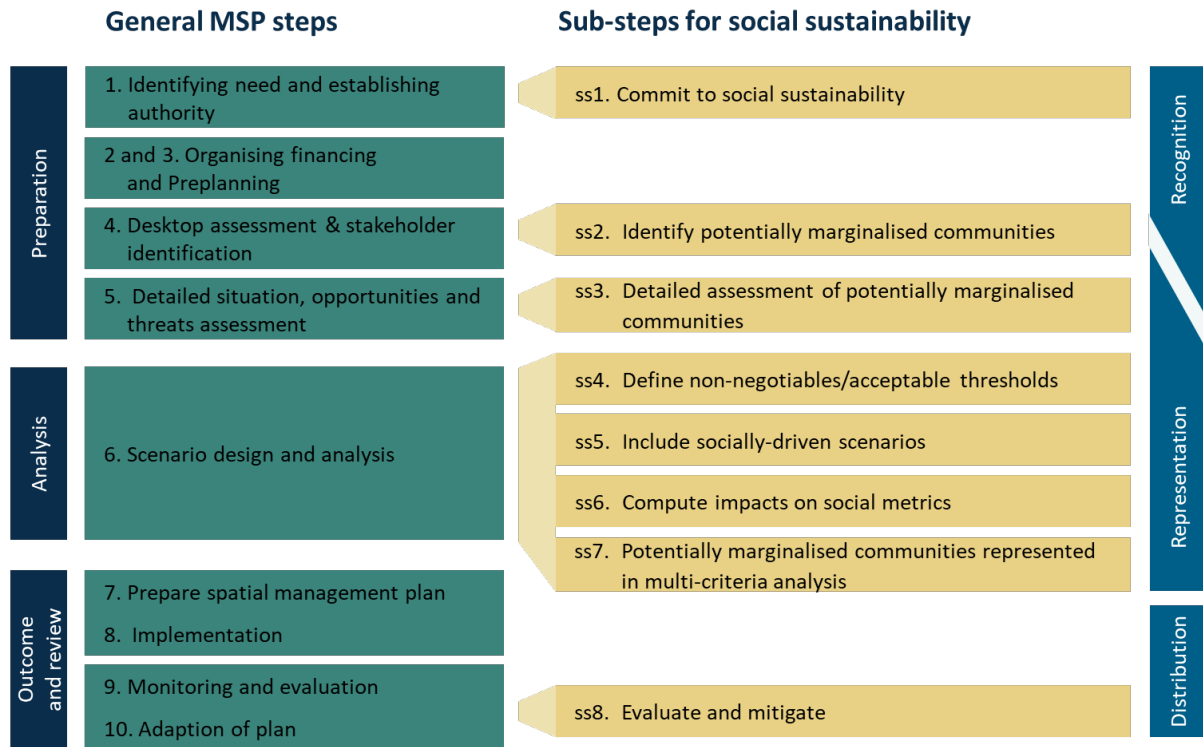 General MSP steps
Sub-steps for social sustainability
Preparation
1. Identifying need and establishing
authority
ss1. Commit to social sustainability
Recognition
2 and 3. Organising financing
and Preplanning
4. Desktop assessment & stakeholder
identification
ss2. Identify potentially marginalised communities
5. Detailed situation, opportunities and
threats assessment
ss3. Detailed assessment of potentially marginalised
communities
Analysis
6. Scenario design and analysis
ss4. Define non-negotiables/acceptable thresholds
ss5. Include socially-driven scenarios
ss6. Compute impacts on social metrics
ss7. Potentially marginalised communities represented
in multi-criteria analysis
Representation
Outcome
and review
7. Prepare spatial management plan
8. Implementation
9. Monitoring and evaluation
10. Adaption of plan
ss8. Evaluate and mitigate
Distribution